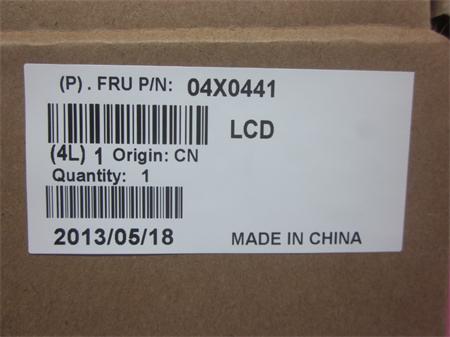 (P) . FRU P/N: 04X0441
LCD
(4L) 1 Origin: CN
Quantity: 1
2013/05/18 MADE IN CHINA